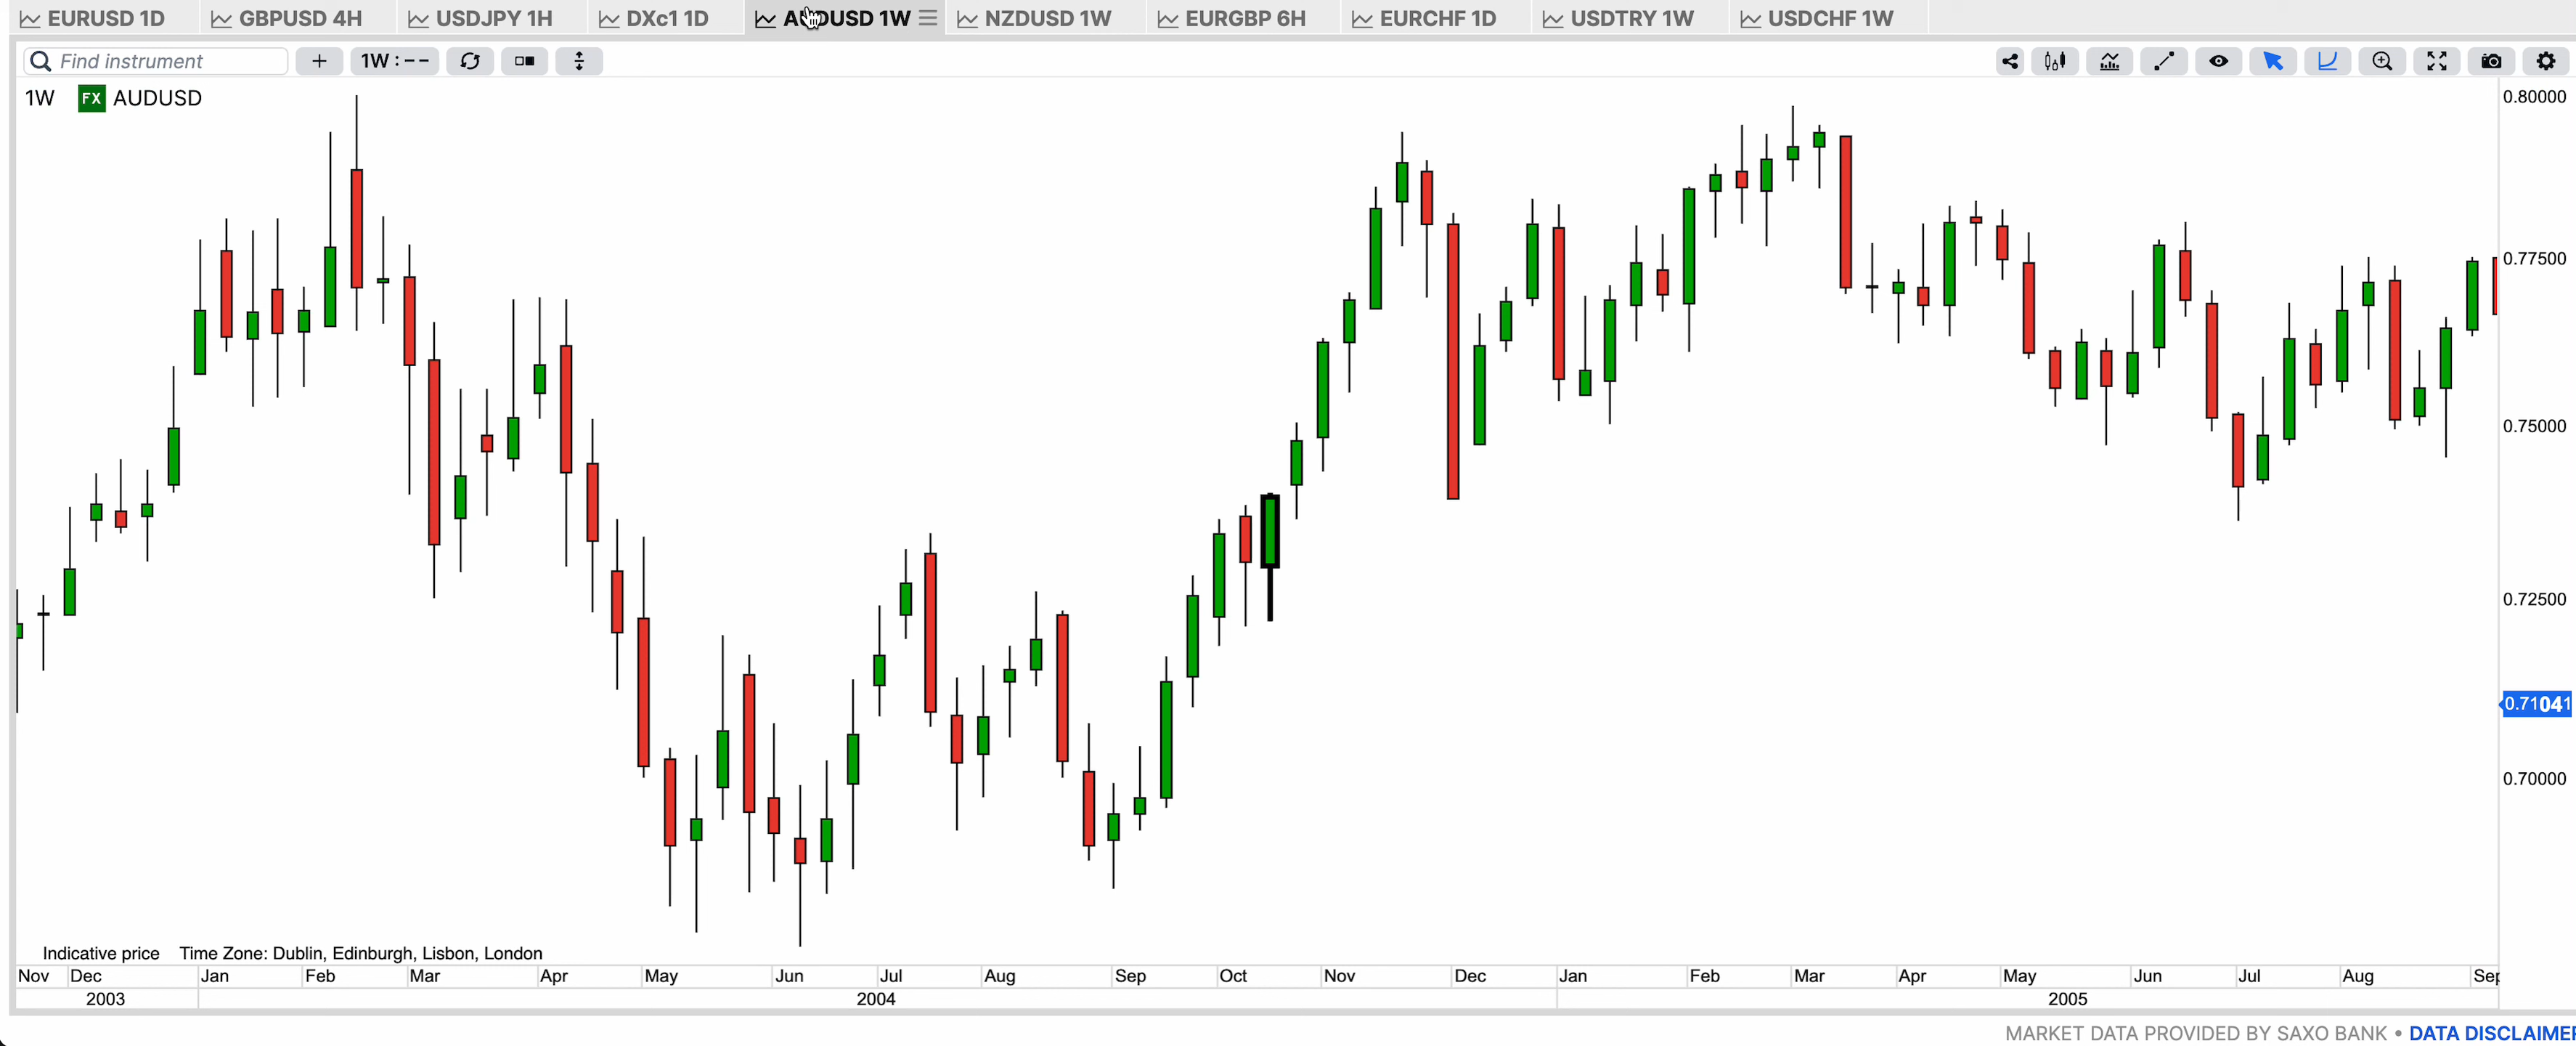 EURUSD 1D GBPUSD 4H USDJPY 1H DXc1 1D AUDUSD 1W NZDUSD 1W EURGBP 6H EURCHF 1D USDTRY 1W USDCHF 1W
Find instrument + 1W : --
1W FX AUDUSD
0.80000
0.77500
0.75000
0.72500
0.71041
0.70000
Indicative price Time Zone: Dublin, Edinburgh, Lisbon, London
Nov Dec Jan Feb Mar Apr May Jun Jul Aug Sep Oct Nov Dec Jan Feb Mar Apr May Jun Jul Aug Sep
2003 2004 2005
MARKET DATA PROVIDED BY SAXO BANK • DATA DISCLAIMER